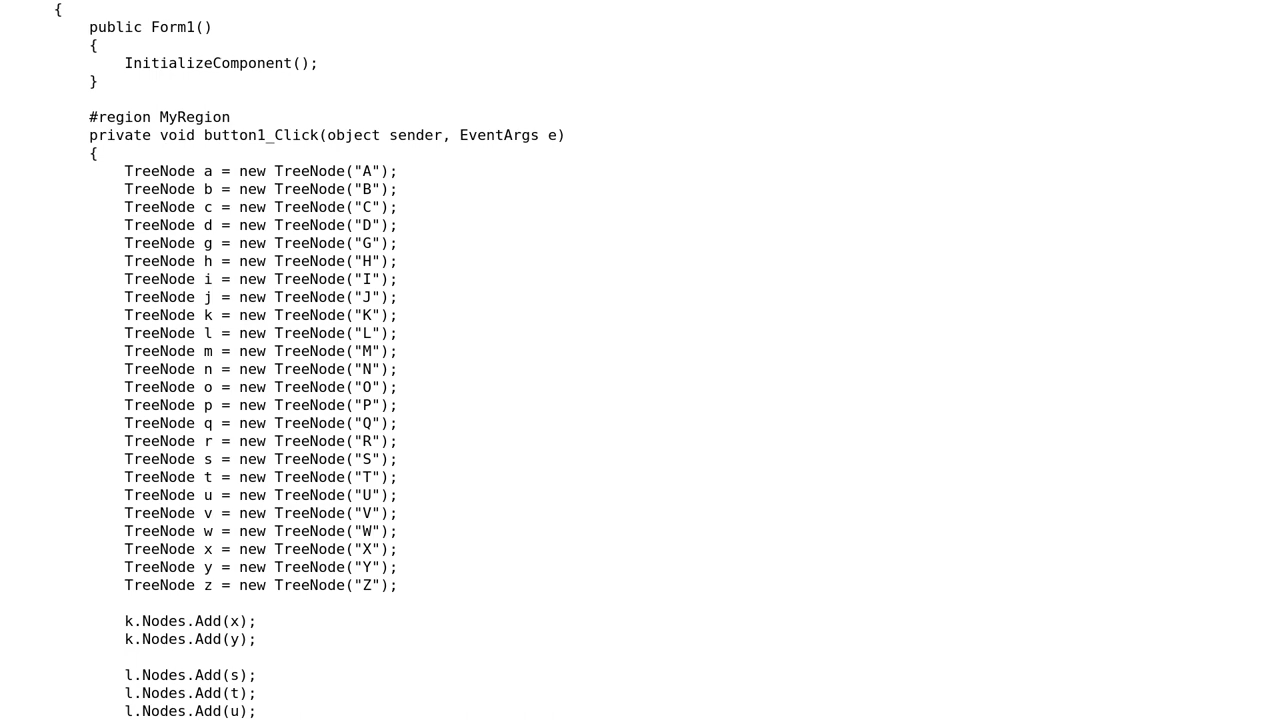 {
public Form1()
{
InitializeComponent();
}
#region MyRegion
private void button1_Click(object sender, EventArgs e)
{
TreeNode a = new TreeNode("A");
TreeNode b = new TreeNode("B");
TreeNode c = new TreeNode("C");
TreeNode d = new TreeNode("D");
TreeNode g = new TreeNode("G");
TreeNode h = new TreeNode("H");
TreeNode i = new TreeNode("I");
TreeNode j = new TreeNode("J");
TreeNode k = new TreeNode("K");
TreeNode l = new TreeNode("L");
TreeNode m = new TreeNode("M");
TreeNode n = new TreeNode("N");
TreeNode o = new TreeNode("O");
TreeNode p = new TreeNode("P");
TreeNode q = new TreeNode("Q");
TreeNode r = new TreeNode("R");
TreeNode s = new TreeNode("S");
TreeNode t = new TreeNode("T");
TreeNode u = new TreeNode("U");
TreeNode v = new TreeNode("V");
TreeNode w = new TreeNode("W");
TreeNode x = new TreeNode("X");
TreeNode y = new TreeNode("Y");
TreeNode z = new TreeNode("Z");
k.Nodes.Add(x);
k.Nodes.Add(y);
l.Nodes.Add(s);
l.Nodes.Add(t);
l.Nodes.Add(u);